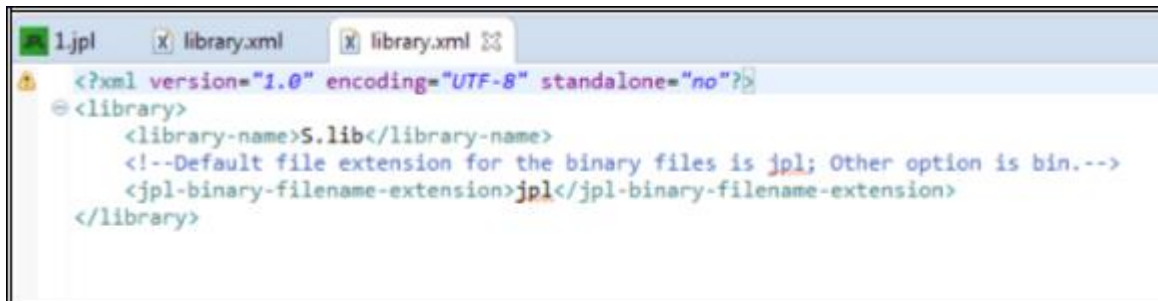 1.jpl library.xml library.xml
<?xml version="1.0" encoding="UTF-8" standalone="no"?>
<library>
<library-name>S.lib</library-name>
<!--Default file extension for the binary files is jpl; Other option is bin.-->
<jpl-binary-filename-extension>jpl</jpl-binary-filename-extension>
</library>